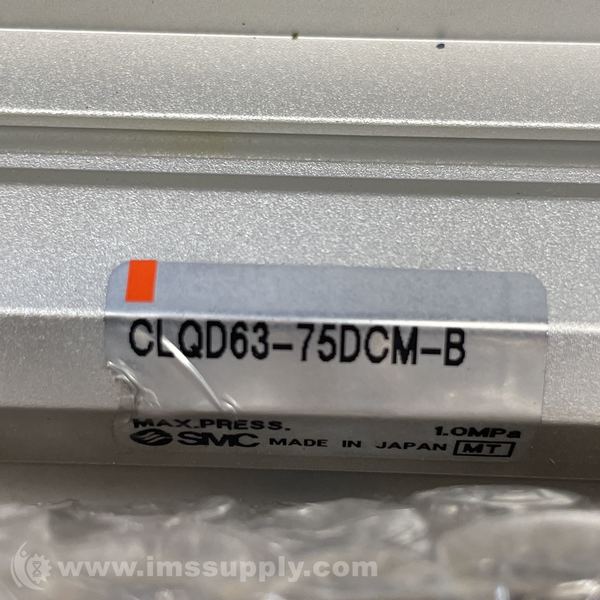 CLQD63-75DCM-B
MAX.PRESS. 1.0MPa
SMC MADE IN JAPAN MT
www.imssupply.com